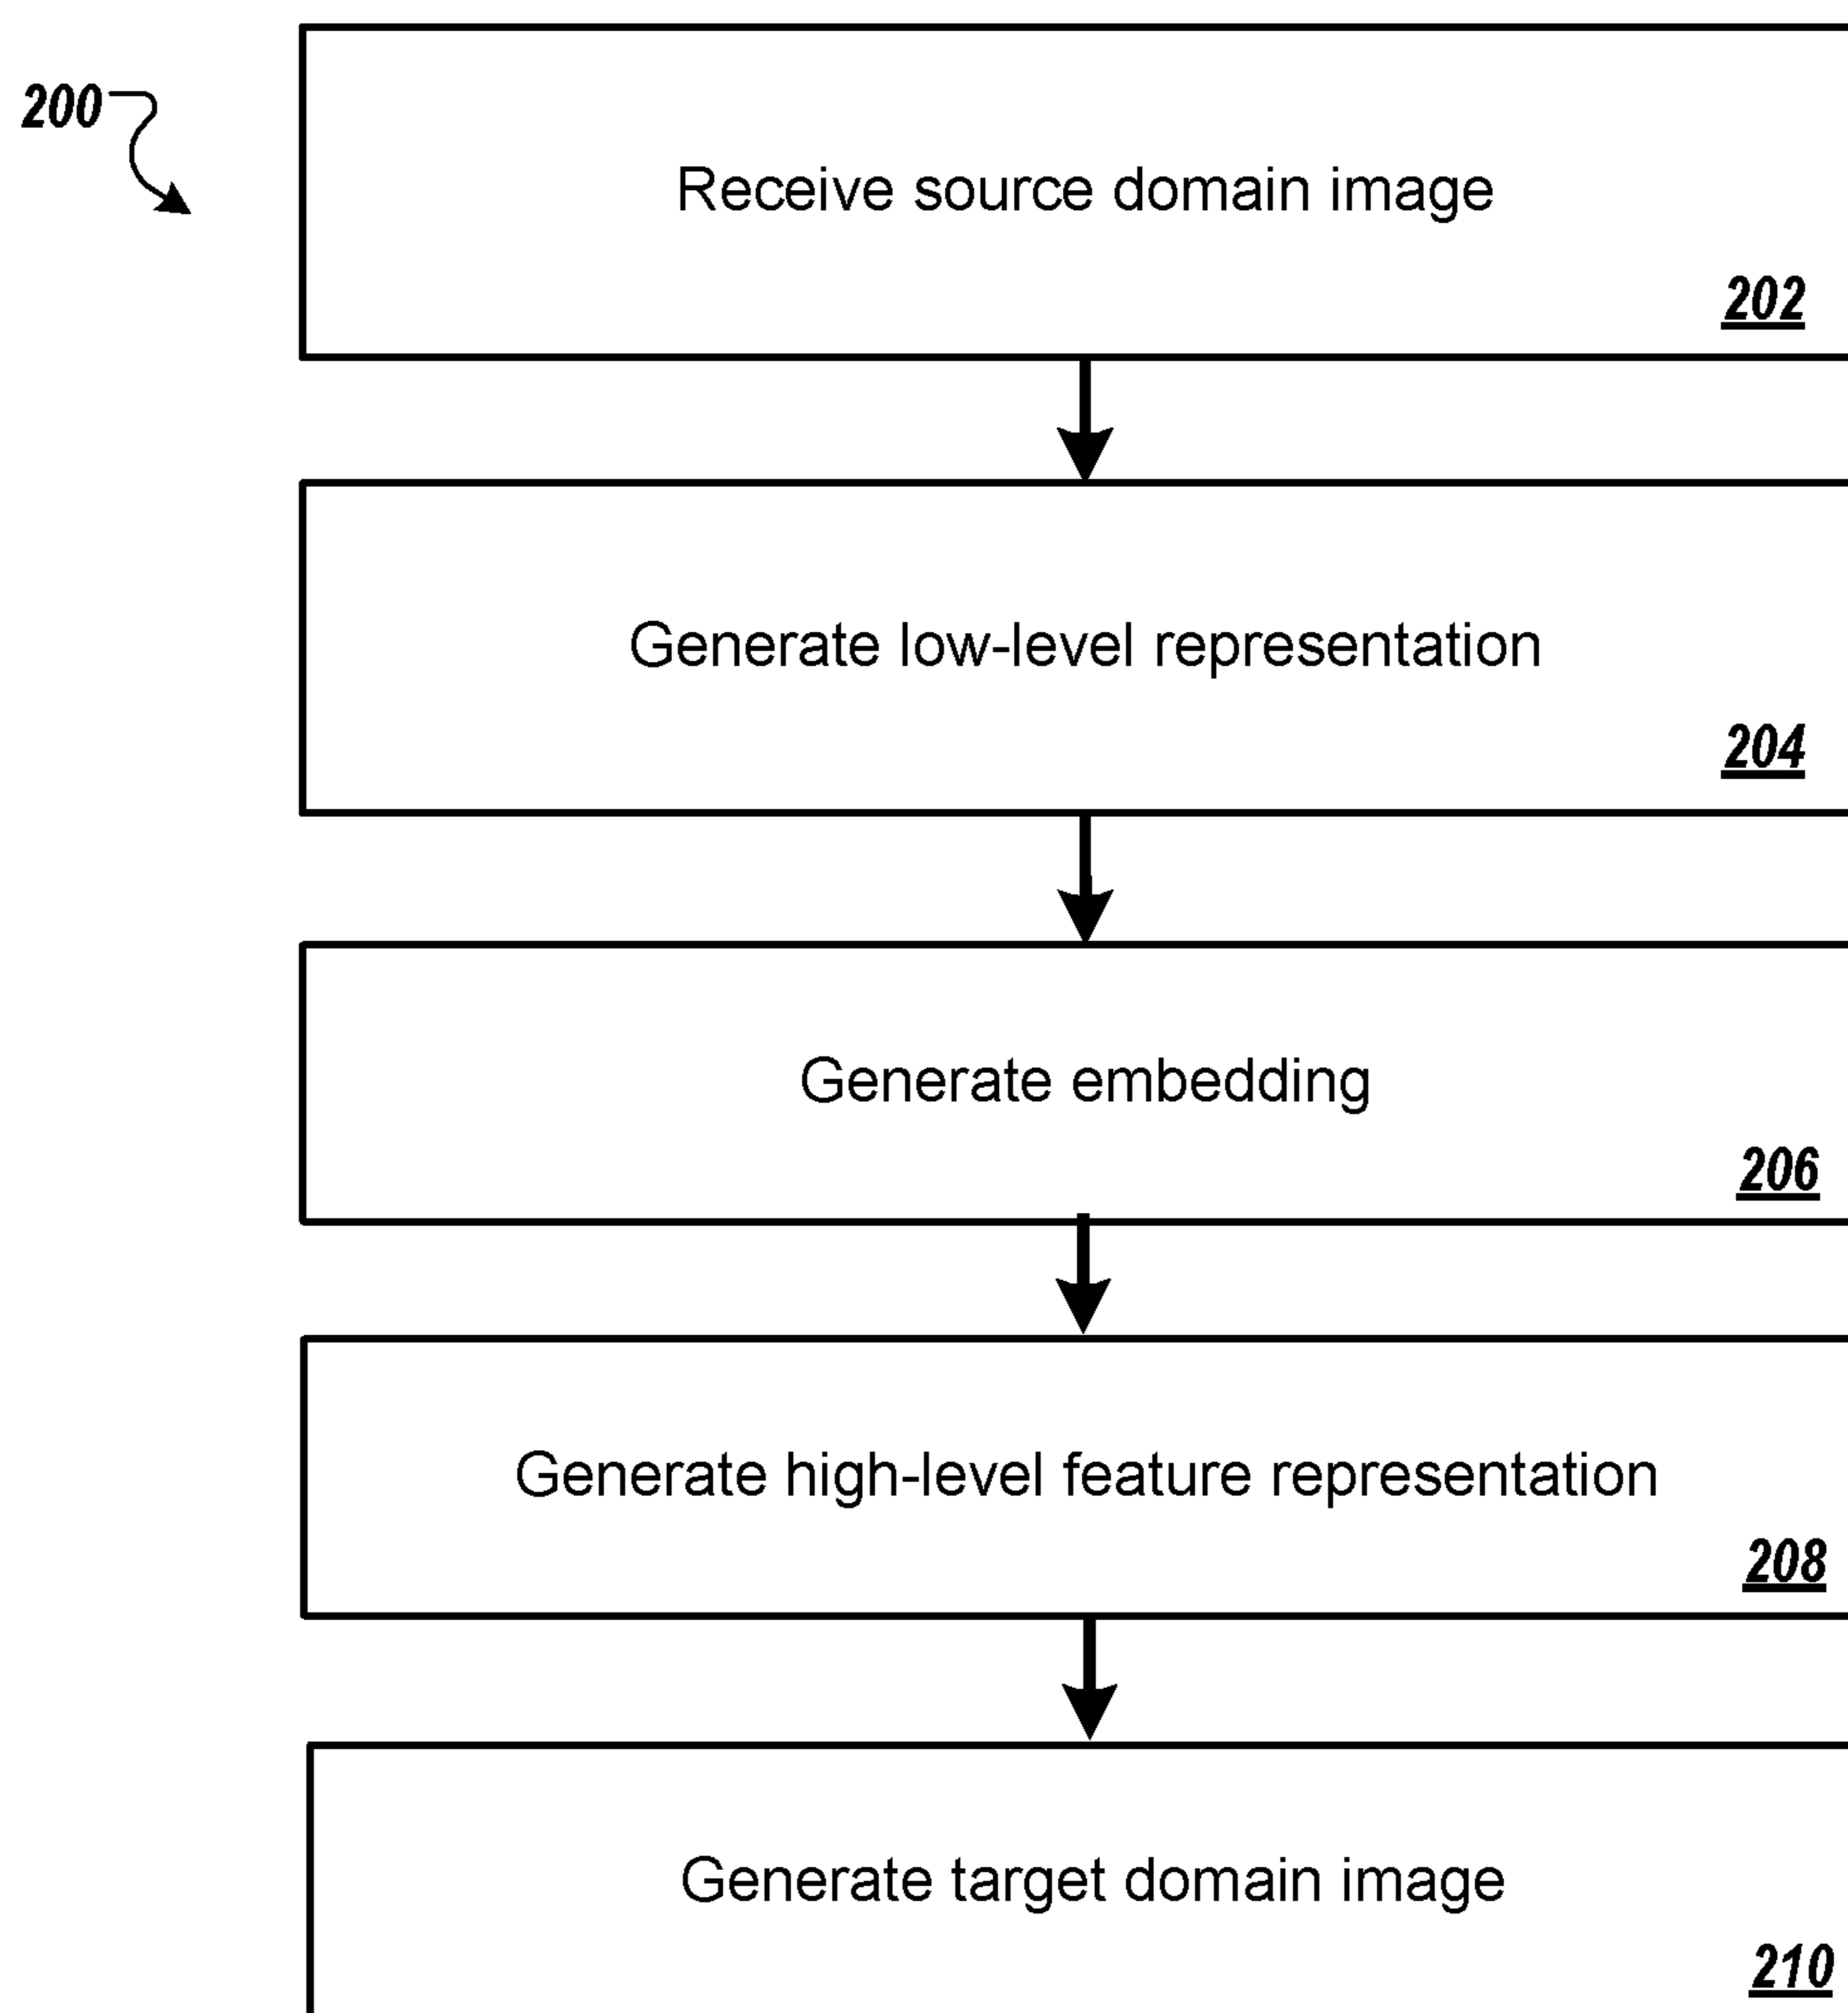 200
Receive source domain image
202
Generate low-level representation
204
Generate embedding
206
Generate high-level feature representation
208
Generate target domain image
210